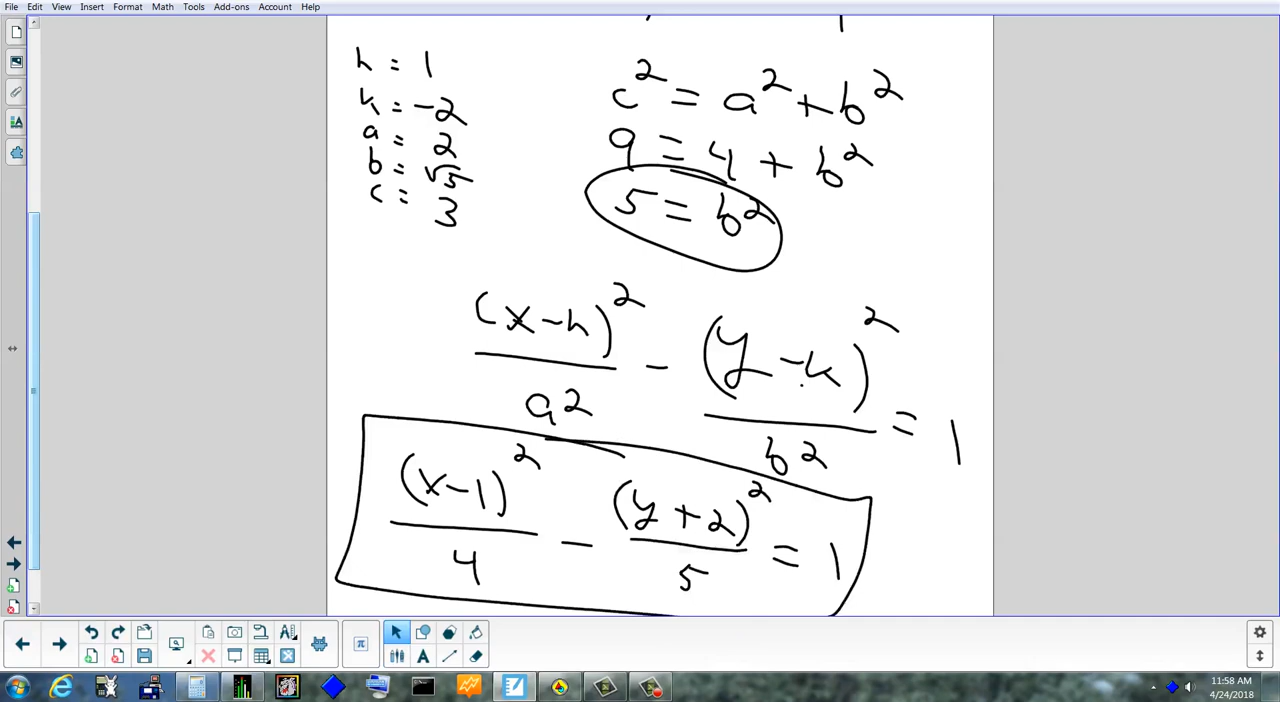 File Edit View Insert Format Math Tools Add-ons Account Help
h = 1
k = -2
a = 2
b = √5
c = 3
c² = a² + b²
9 = 4 + b²
5 = b²
(x-h)²/a² - (y-k)²/b² = 1
(x-1)²/4 - (y+2)²/5 = 1
π
A
11:58 AM
4/24/2018